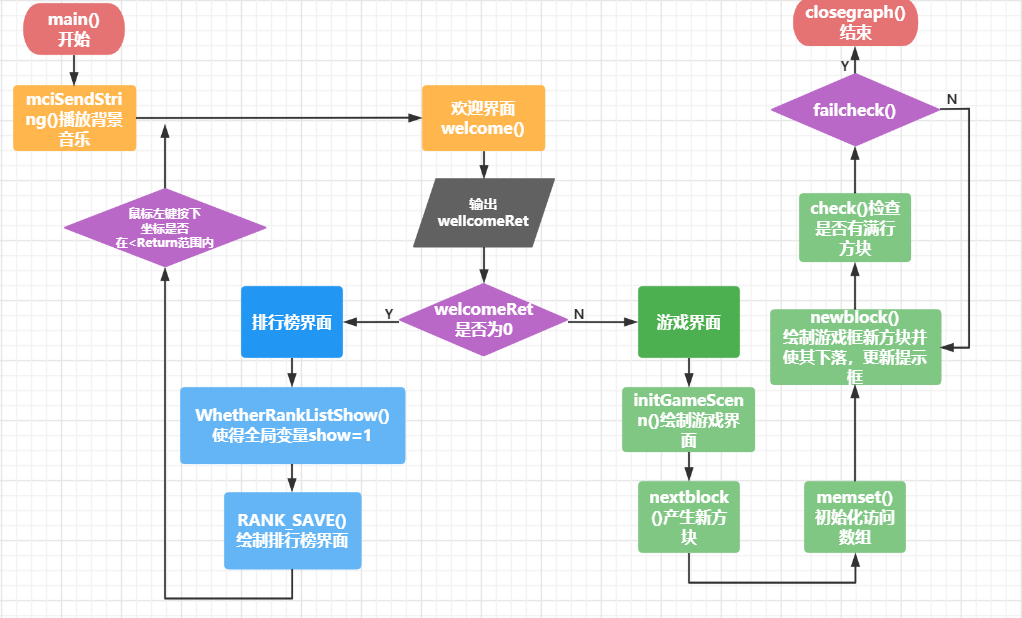 main()
开始
mciSendStri
ng()播放背景
音乐
欢迎界面
welcome()
输出
wellcomeRet
welcomeRet
是否为0
Y
N
鼠标左键按下
坐标是否
在<Return范围内
排行榜界面
WhetherRankListShow()
使得全局变量show=1
RANK_SAVE()
绘制排行榜界面
游戏界面
initGameScen
n()绘制游戏界
面
nextblock
()产生新方
块
memset()
初始化访问
数组
newblock()
绘制游戏框新方块并
使其下落，更新提示
框
check()检查
是否有满行
方块
failcheck()
Y
N
closegraph()
结束